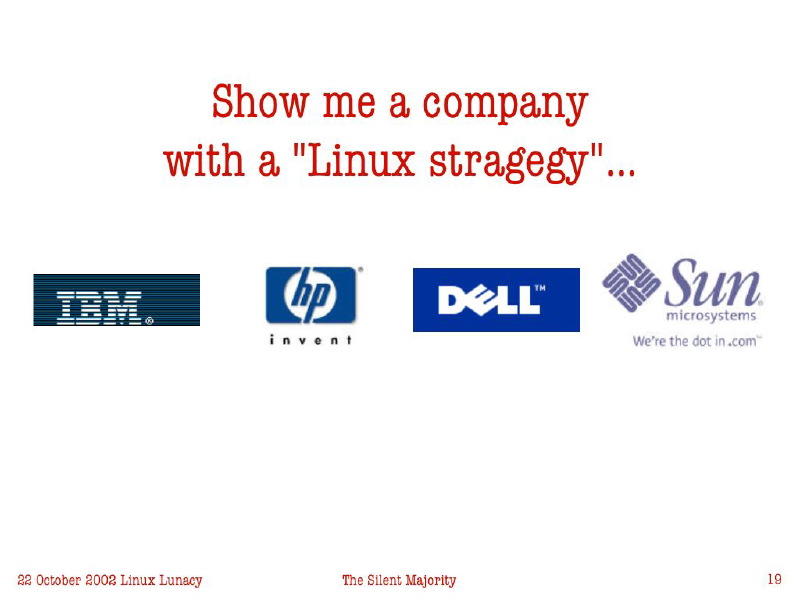 Show me a company
with a "Linux stragegy"...
IBM®
hp
invent
DELL™
Sun
microsystems
We're the dot in .com™
22 October 2002 Linux Lunacy
The Silent Majority
19